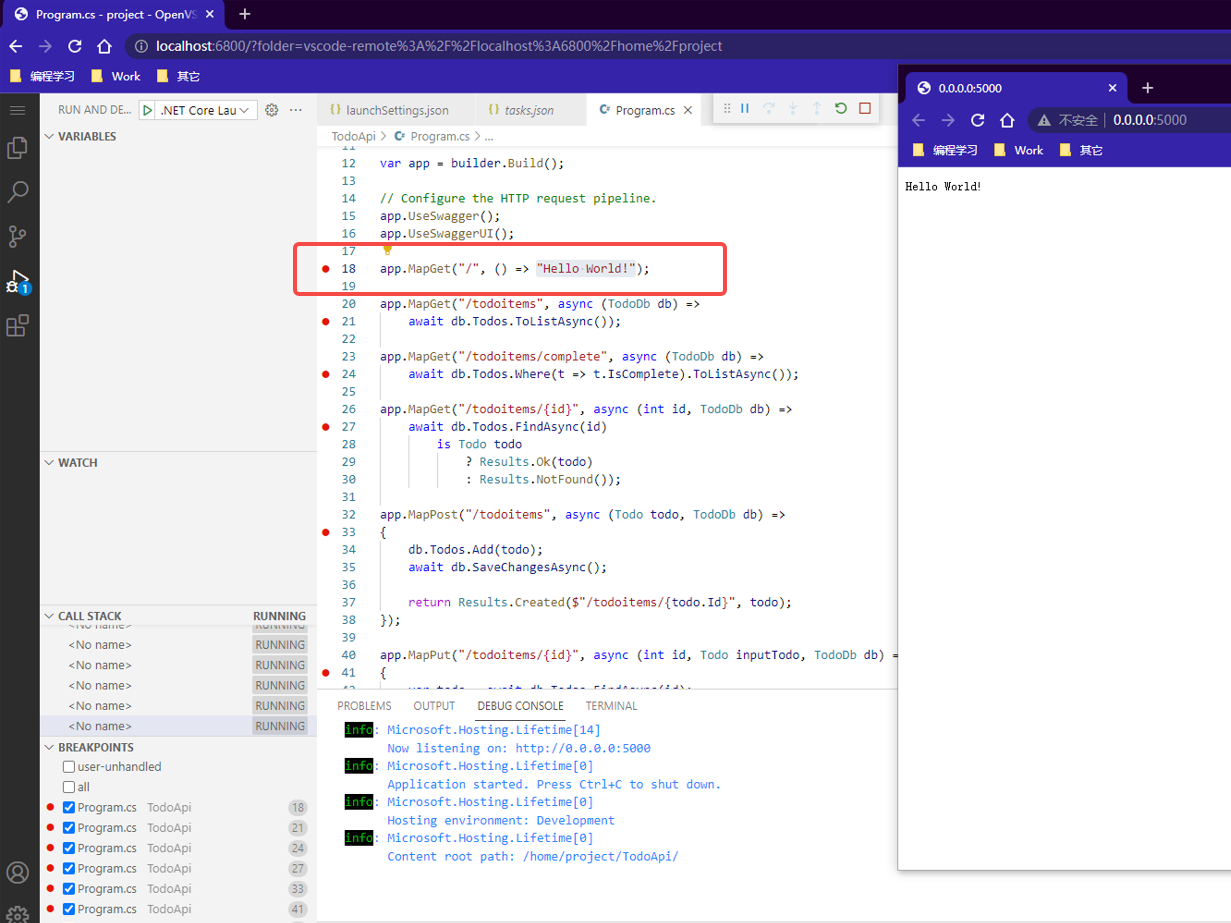 Program.cs - project - OpenVS
localhost:6800/?folder=vscode-remote%3A%2F%2Flocalhost%3A6800%2Fhome%2Fproject
编程学习 Work 其它
RUN AND DE... .NET Core Lau
VARIABLES
WATCH
CALL STACK RUNNING
<No name> RUNNING
<No name> RUNNING
<No name> RUNNING
<No name> RUNNING
<No name> RUNNING
<No name> RUNNING
BREAKPOINTS
user-unhandled
all
Program.cs TodoApi 18
Program.cs TodoApi 21
Program.cs TodoApi 24
Program.cs TodoApi 27
Program.cs TodoApi 33
Program.cs TodoApi 41
1
launchSettings.json tasks.json Program.cs
TodoApi > Program.cs > ...
11
12 var app = builder.Build();
13
14 // Configure the HTTP request pipeline.
15 app.UseSwagger();
16 app.UseSwaggerUI();
17
18 app.MapGet("/", () => "Hello World!");
19
20 app.MapGet("/todoitems", async (TodoDb db) =>
21 await db.Todos.ToListAsync());
22
23 app.MapGet("/todoitems/complete", async (TodoDb db) =>
24 await db.Todos.Where(t => t.IsComplete).ToListAsync());
25
26 app.MapGet("/todoitems/{id}", async (int id, TodoDb db) =>
27 await db.Todos.FindAsync(id)
28 is Todo todo
29 ? Results.Ok(todo)
30 : Results.NotFound());
31
32 app.MapPost("/todoitems", async (Todo todo, TodoDb db) =>
33 {
34 db.Todos.Add(todo);
35 await db.SaveChangesAsync();
36
37 return Results.Created($"/todoitems/{todo.Id}", todo);
38 });
39
40 app.MapPut("/todoitems/{id}", async (int id, Todo inputTodo, TodoDb db) =
41 {
PROBLEMS OUTPUT DEBUG CONSOLE TERMINAL
info: Microsoft.Hosting.Lifetime[14]
Now listening on: http://0.0.0.0:5000
info: Microsoft.Hosting.Lifetime[0]
Application started. Press Ctrl+C to shut down.
info: Microsoft.Hosting.Lifetime[0]
Hosting environment: Development
info: Microsoft.Hosting.Lifetime[0]
Content root path: /home/project/TodoApi/
0.0.0.0:5000
不安全 | 0.0.0.0:5000
编程学习 Work 其它
Hello World!